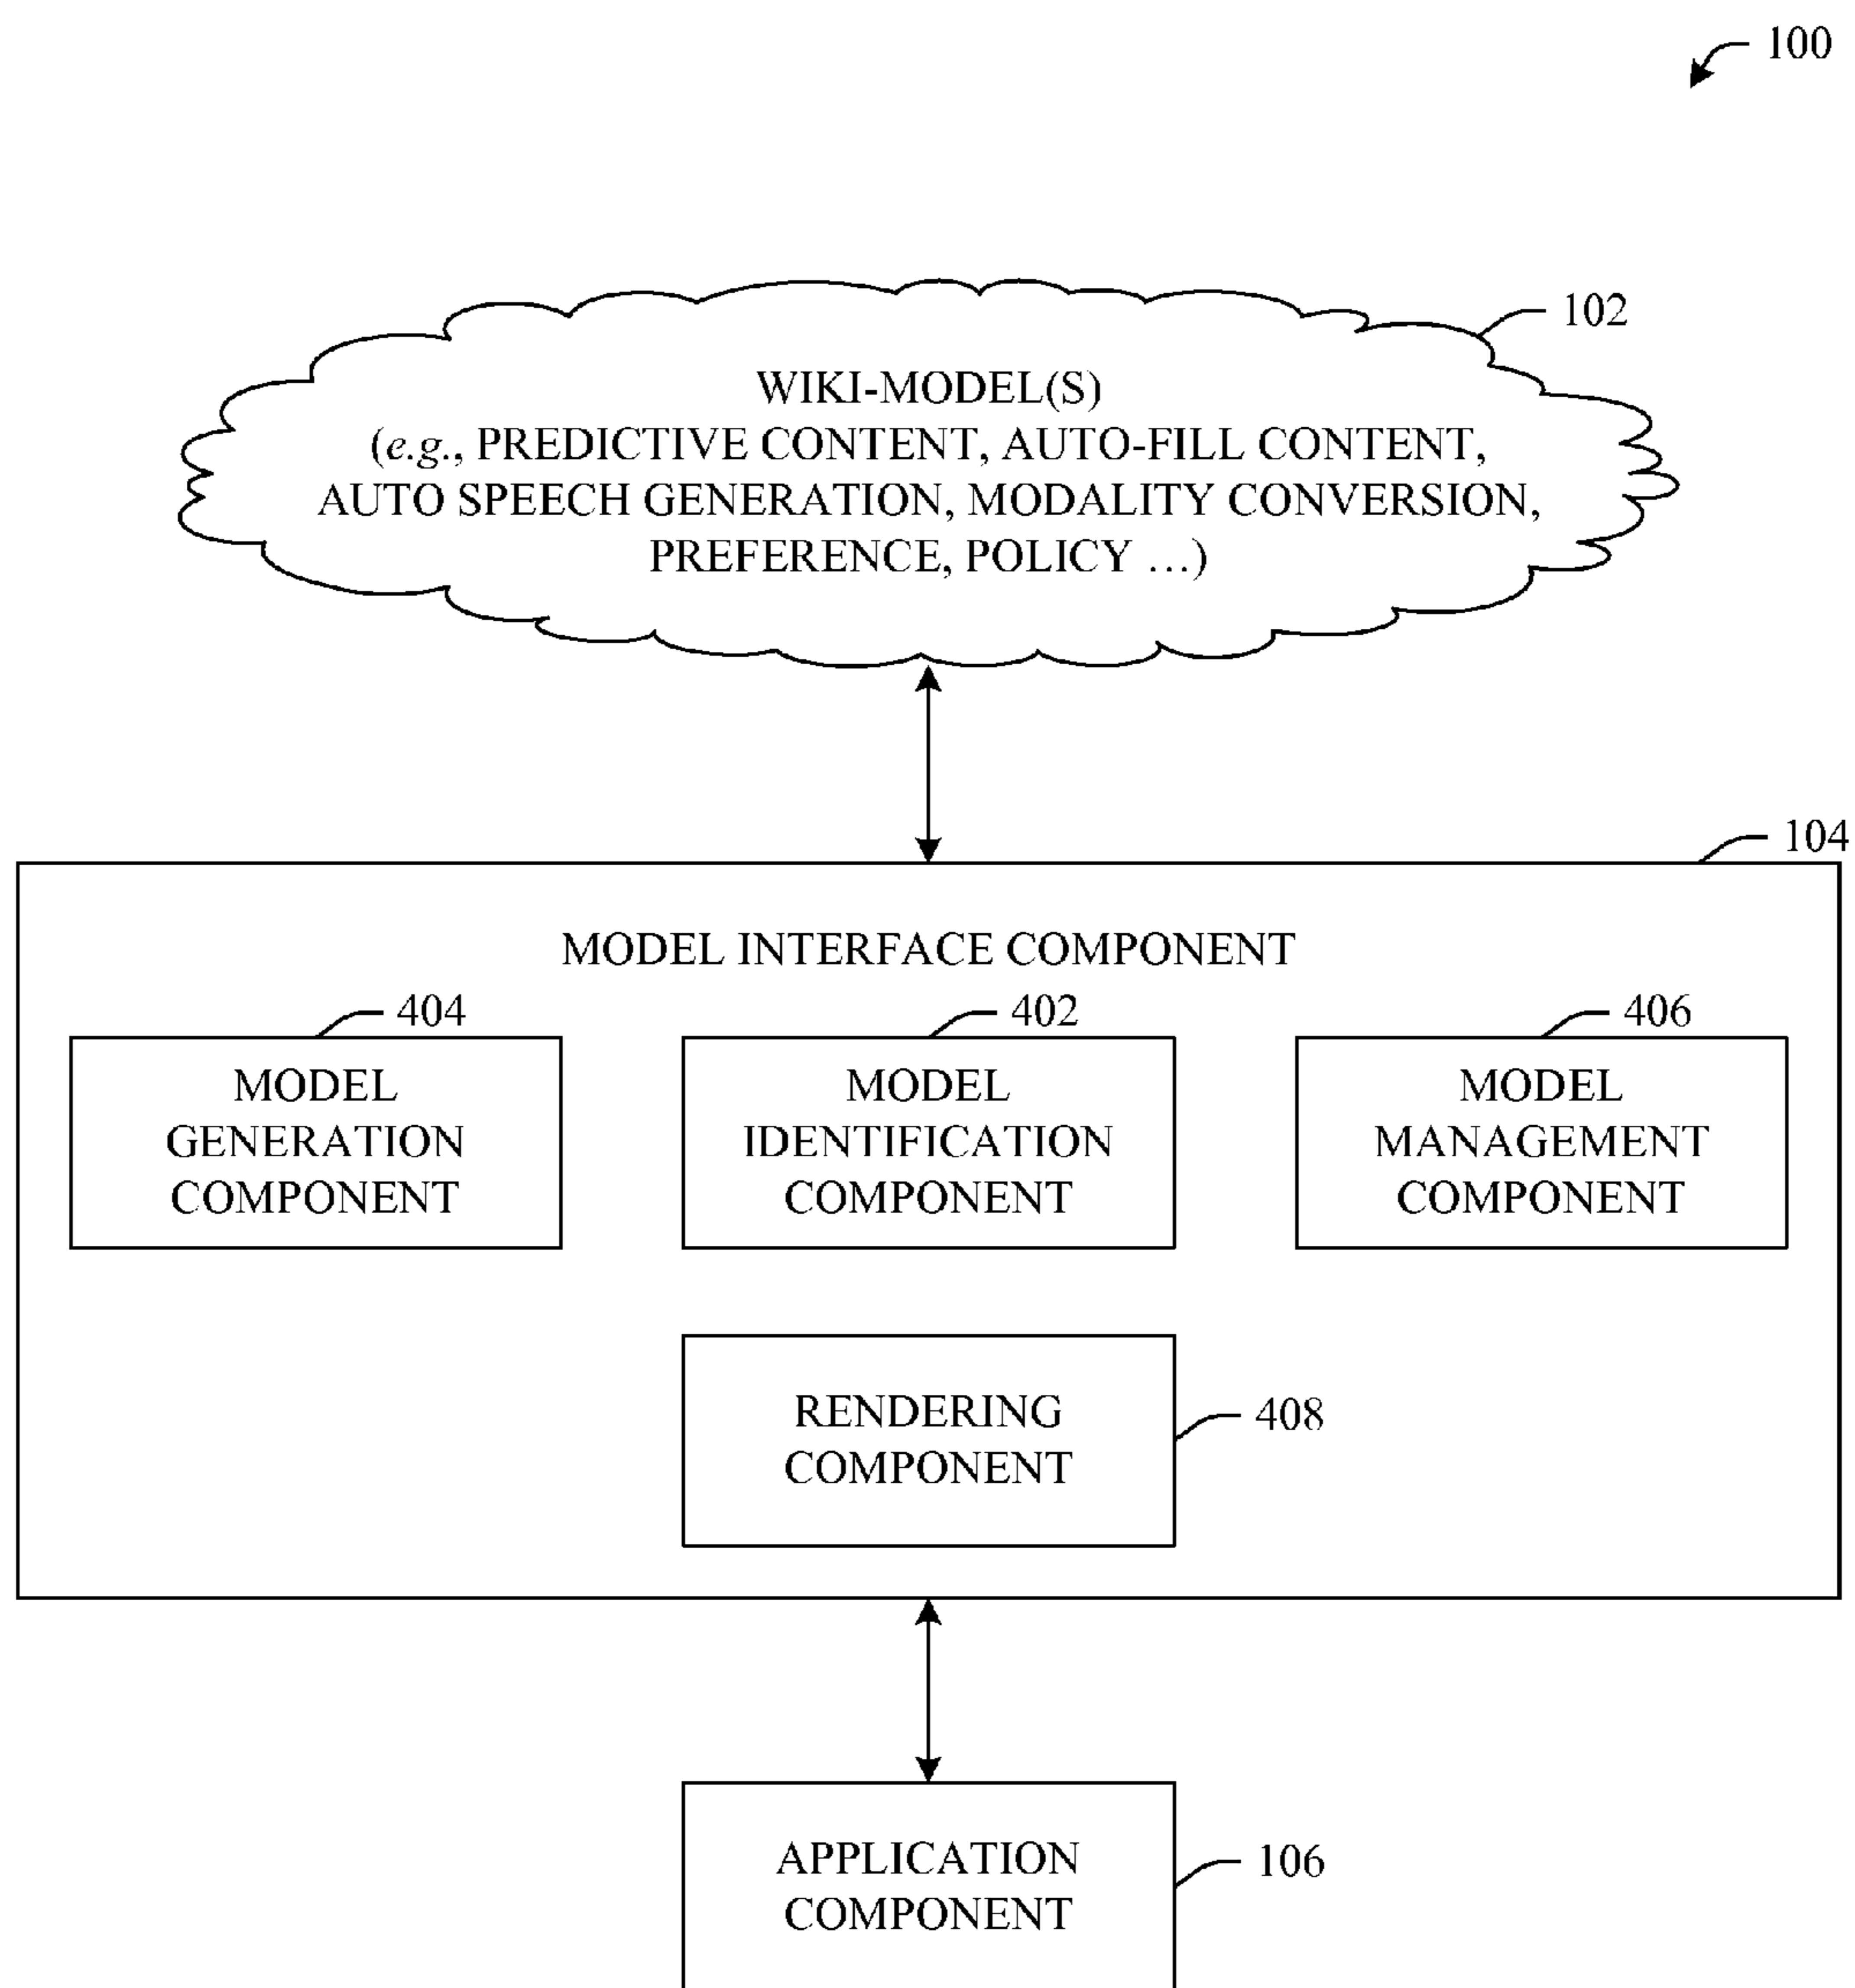 100
102
WIKI-MODEL(S)
(e.g., PREDICTIVE CONTENT, AUTO-FILL CONTENT,
AUTO SPEECH GENERATION, MODALITY CONVERSION,
PREFERENCE, POLICY …)
104
MODEL INTERFACE COMPONENT
404
MODEL
GENERATION
COMPONENT
402
MODEL
IDENTIFICATION
COMPONENT
406
MODEL
MANAGEMENT
COMPONENT
RENDERING
COMPONENT
408
APPLICATION
COMPONENT
106